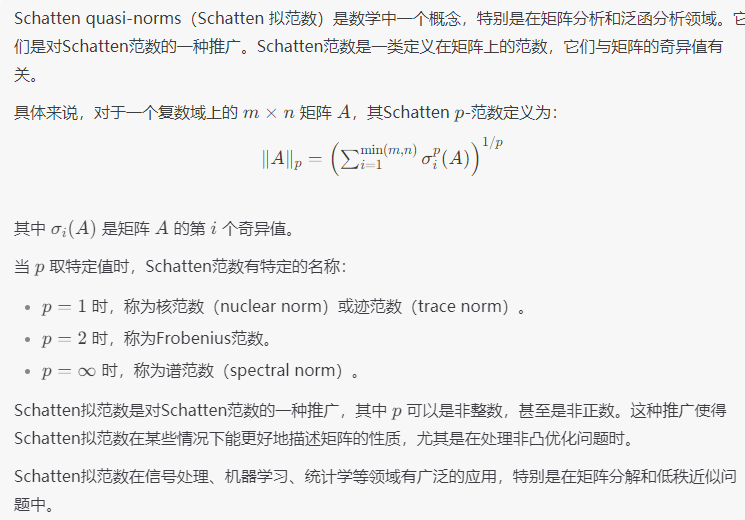 Schatten quasi-norms（Schatten 拟范数）是数学中一个概念，特别是在矩阵分析和泛函分析领域。它
们是对Schatten范数的一种推广。Schatten范数是一类定义在矩阵上的范数，它们与矩阵的奇异值有
关。
具体来说，对于一个复数域上的 m × n 矩阵 A，其Schatten p-范数定义为：
‖A‖_p = (∑_{i=1}^{min(m,n)} σ_i^p(A))^{1/p}
其中 σ_i(A) 是矩阵 A 的第 i 个奇异值。
当 p 取特定值时，Schatten范数有特定的名称：
• p = 1 时，称为核范数（nuclear norm）或迹范数（trace norm）。
• p = 2 时，称为Frobenius范数。
• p = ∞ 时，称为谱范数（spectral norm）。
Schatten拟范数是对Schatten范数的一种推广，其中 p 可以是非整数，甚至是非正数。这种推广使得
Schatten拟范数在某些情况下能更好地描述矩阵的性质，尤其是在处理非凸优化问题时。
Schatten拟范数在信号处理、机器学习、统计学等领域有广泛的应用，特别是在矩阵分解和低秩近似问
题中。